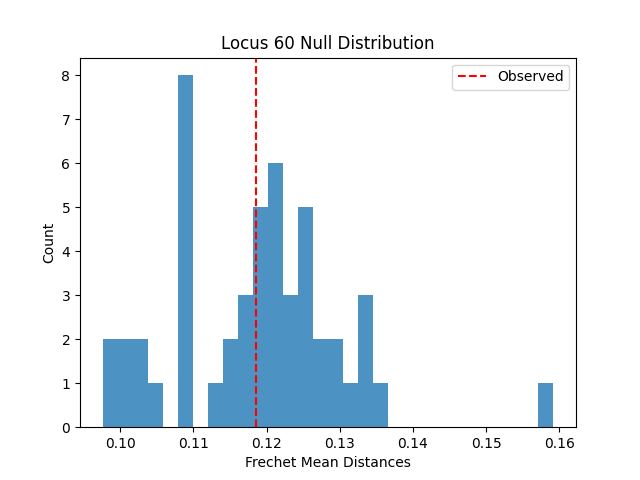 Locus 60 Null Distribution
Observed
8
7
6
5
4
3
2
1
0
Count
0.10 0.11 0.12 0.13 0.14 0.15 0.16
Frechet Mean Distances